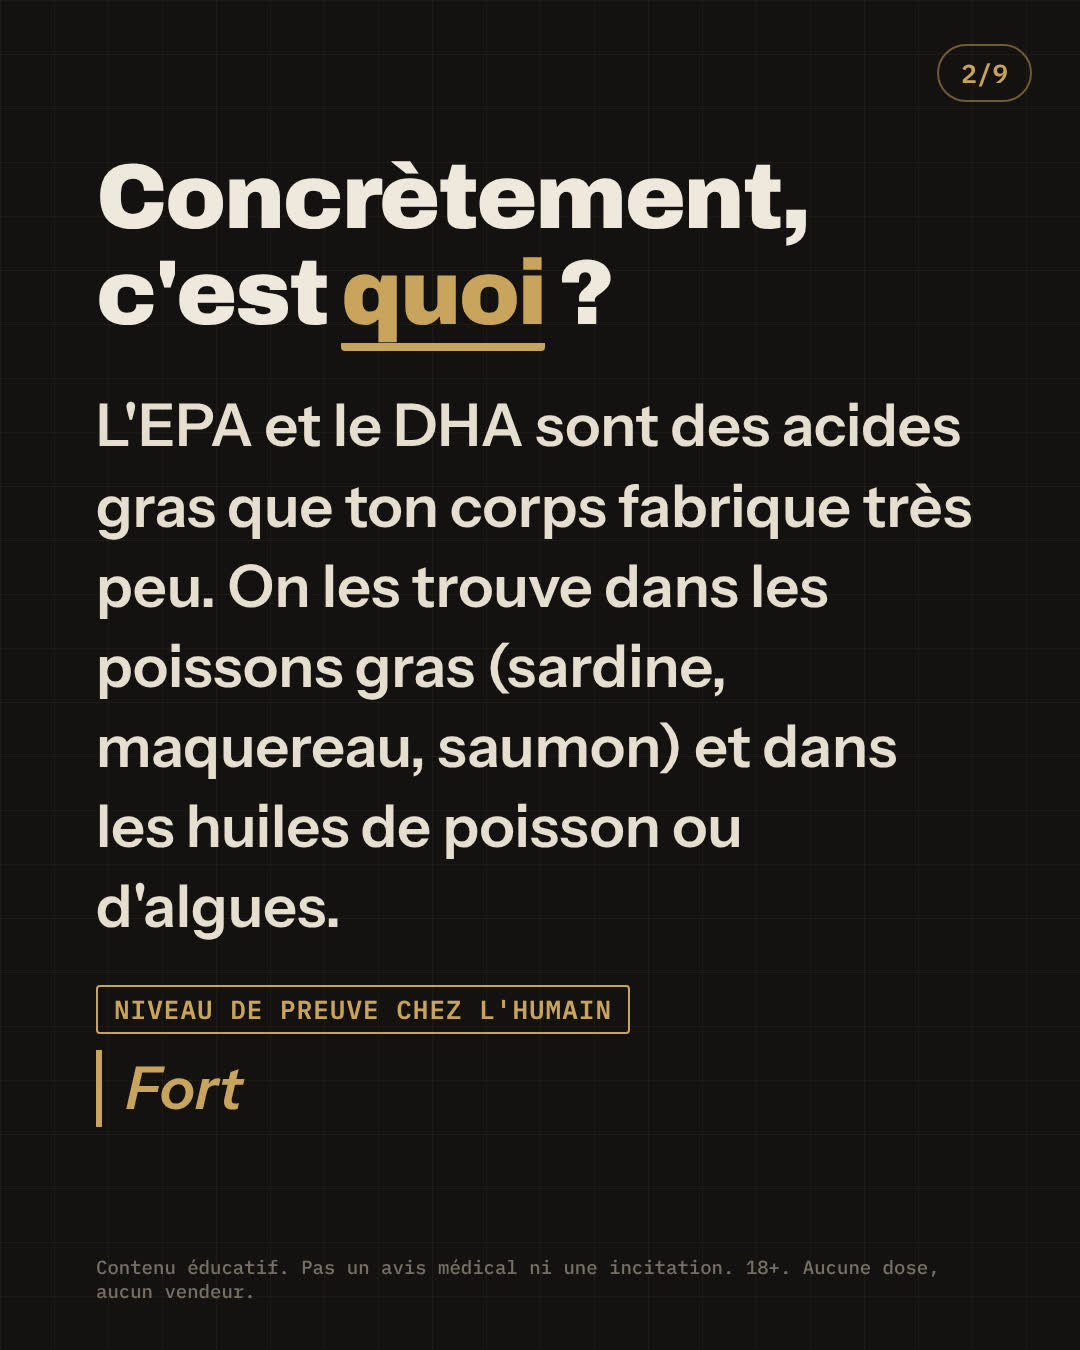 2/9
Concrètement,
c'est quoi ?
L'EPA et le DHA sont des acides
gras que ton corps fabrique très
peu. On les trouve dans les
poissons gras (sardine,
maquereau, saumon) et dans
les huiles de poisson ou
d'algues.
NIVEAU DE PREUVE CHEZ L'HUMAIN
Fort
Contenu éducatif. Pas un avis médical ni une incitation. 18+. Aucune dose,
aucun vendeur.